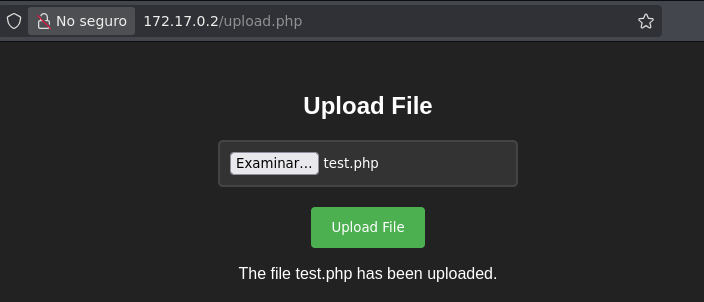 No seguro 172.17.0.2/upload.php
Upload File
Examinar... test.php
Upload File
The file test.php has been uploaded.